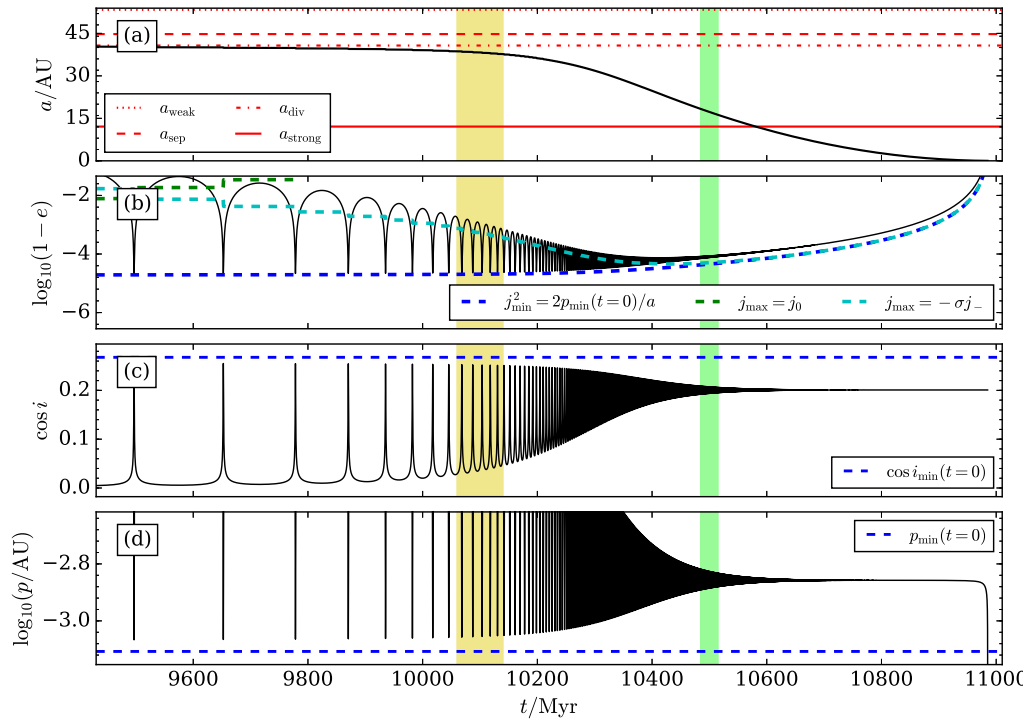 (a)
45
30
15
0
a/AU
a_weak
a_sep
a_div
a_strong
(b)
−2
−4
−6
log₁₀(1 − e)
j²_min = 2p_min(t=0)/a
j_max = j₀
j_max = −σj₋
(c)
0.2
0.1
0.0
cos i
cos i_min(t=0)
(d)
−2.8
−3.0
log₁₀(p/AU)
p_min(t=0)
9600 9800 10000 10200 10400 10600 10800 11000
t/Myr